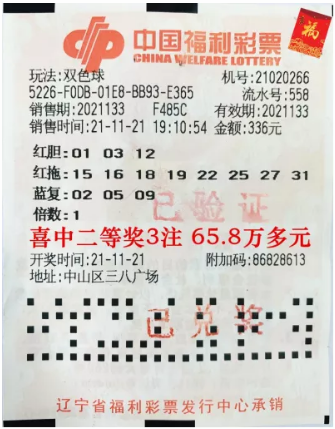 福
中国福利彩票
CHINA WELFARE LOTTERY
玩法:双色球 机号:21020266
5226-F0DB-01E8-BB93-E365 流水号:558
销售期:2021133 F485C 有效期:2021133
销售时间:21-11-21 19:10:54 金额:336元
红胆: 01 03 12
红拖: 15 16 18 19 22 25 27 31
蓝复: 02 05 09
已验证
倍数: 1
喜中二等奖3注 65.8万多元
开奖时间:21-11-21 附加码:86828613
地址:中山区三八广场
已兑奖
辽宁省福利彩票发行中心承销